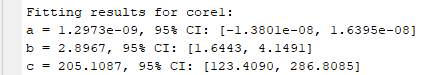 Fitting results for core1:
a = 1.2973e-09, 95% CI: [-1.3801e-08, 1.6395e-08]
b = 2.8967, 95% CI: [1.6443, 4.1491]
c = 205.1087, 95% CI: [123.4090, 286.8085]